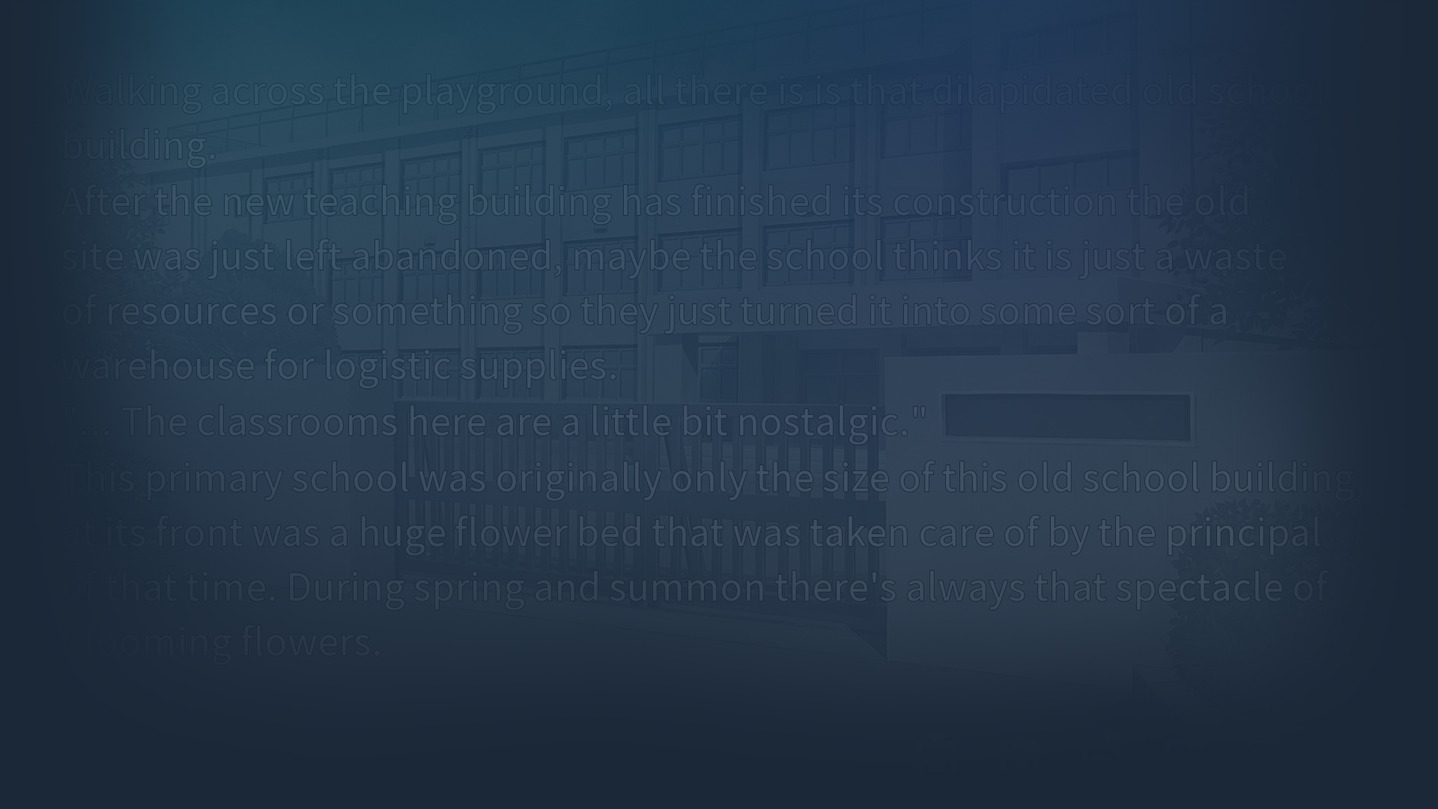 Walking across the playground, all there is is that dilapidated old school
building.
After the new teaching building has finished its construction the old
site was just left abandoned, maybe the school thinks it is just a waste
of resources or something so they just turned it into some sort of a
warehouse for logistic supplies.
"... The classrooms here are a little bit nostalgic."
This primary school was originally only the size of this old school building.
At its front was a huge flower bed that was taken care of by the principal
of that time. During spring and summon there's always that spectacle of
blooming flowers.